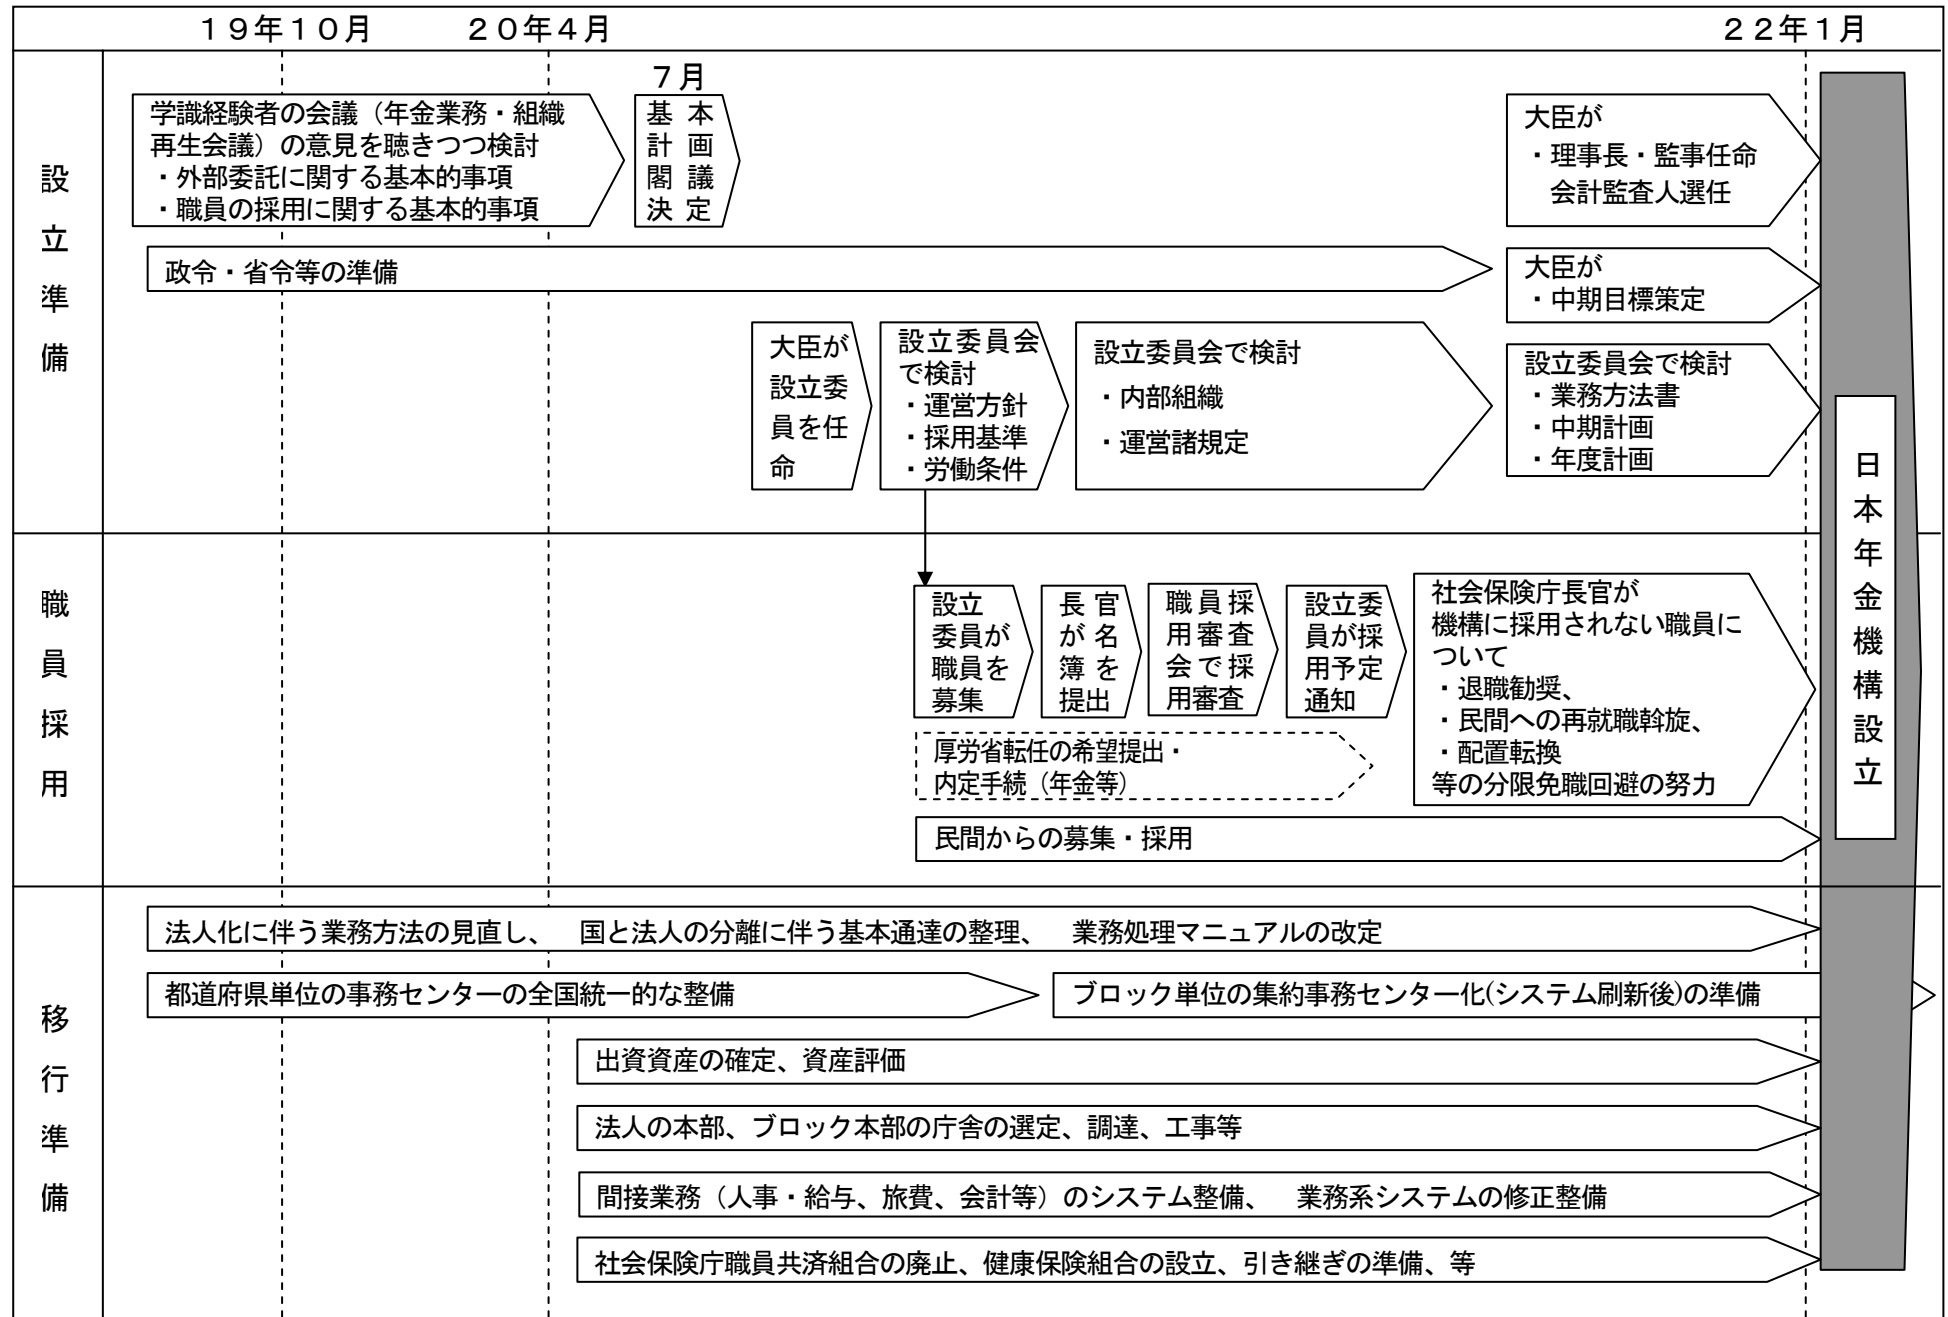 １９年１０月
２０年４月
２２年１月
設立準備
７月
学識経験者の会議（年金業務・組織
再生会議）の意見を聴きつつ検討
・外部委託に関する基本的事項
・職員の採用に関する基本的事項
基本
計画
閣議
決定
大臣が
・理事長・監事任命
会計監査人選任
政令・省令等の準備
大臣が
・中期目標策定
大臣が
設立委
員を任
命
設立委員会
で検討
・運営方針
・採用基準
・労働条件
設立委員会で検討
・内部組織
・運営諸規定
設立委員会で検討
・業務方法書
・中期計画
・年度計画
日本年金機構設立
職員採用
設立
委員が
職員を
募集
長官
が名
簿を
提出
職員採
用審査
会で採
用審査
設立委
員が採
用予定
通知
社会保険庁長官が
機構に採用されない職員に
ついて
・退職勧奨、
・民間への再就職斡旋、
・配置転換
等の分限免職回避の努力
厚労省転任の希望提出・
内定手続（年金等）
民間からの募集・採用
移行準備
法人化に伴う業務方法の見直し、　国と法人の分離に伴う基本通達の整理、　業務処理マニュアルの改定
都道府県単位の事務センターの全国統一的な整備
ブロック単位の集約事務センター化(システム刷新後)の準備
出資資産の確定、資産評価
法人の本部、ブロック本部の庁舎の選定、調達、工事等
間接業務（人事・給与、旅費、会計等）のシステム整備、　業務系システムの修正整備
社会保険庁職員共済組合の廃止、健康保険組合の設立、引き継ぎの準備、等